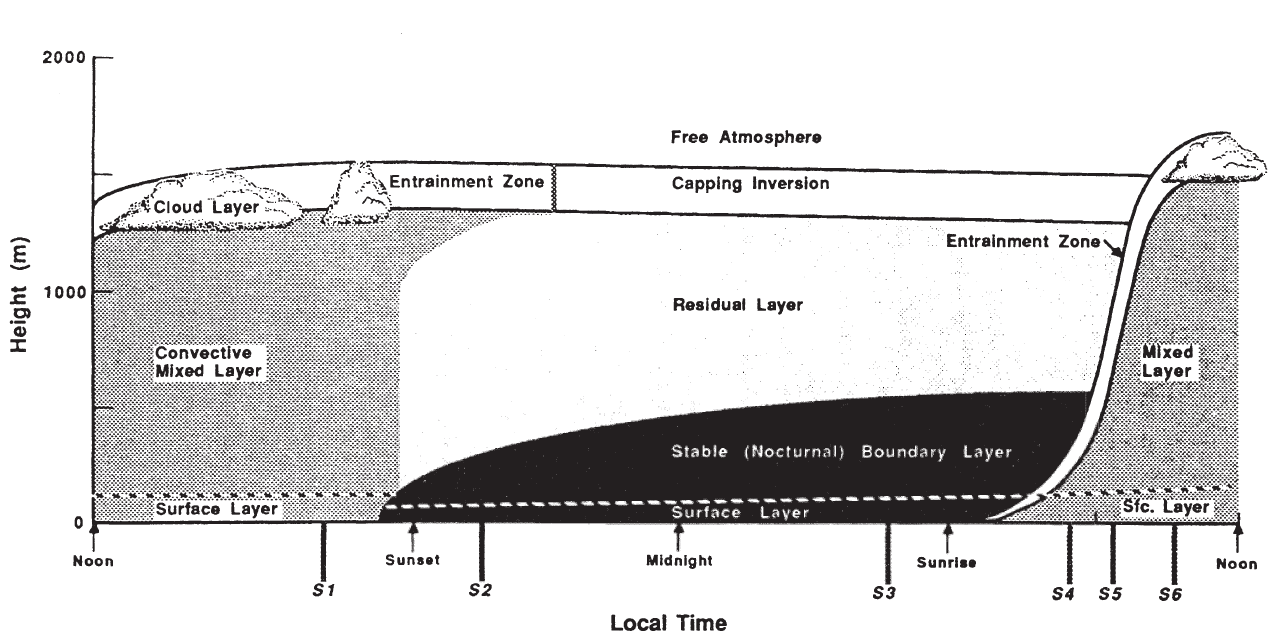 2000
Free Atmosphere
Entrainment Zone
Capping Inversion
Cloud Layer
Entrainment Zone
1000
Height (m)
Residual Layer
Convective
Mixed Layer
Mixed
Layer
Stable (Nocturnal) Boundary Layer
Surface Layer
Surface Layer
Sfc. Layer
0
Noon
Sunset
Midnight
Sunrise
Noon
S1
S2
S3
S4
S5
S6
Local Time